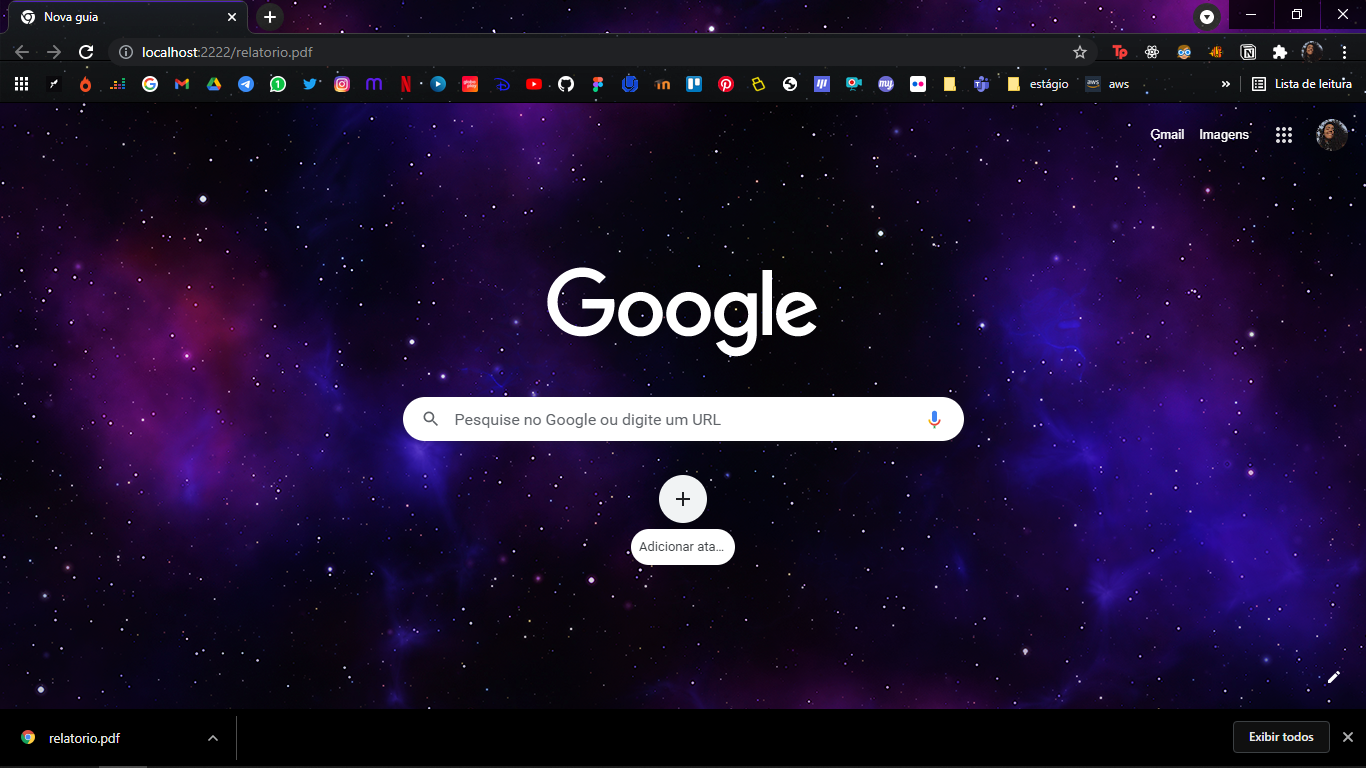 Nova guia
localhost:2222/relatorio.pdf
estágio
aws
aws
»
Lista de leitura
Gmail
Imagens
Google
Pesquise no Google ou digite um URL
Adicionar ata...
relatorio.pdf
Exibir todos